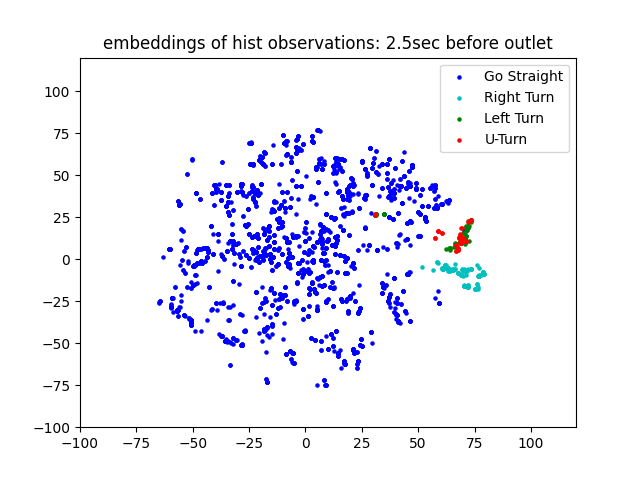 embeddings of hist observations: 2.5sec before outlet
Go Straight
Right Turn
Left Turn
U-Turn
100
75
50
25
0
−25
−50
−75
−100
−100 −75 −50 −25 0 25 50 75 100